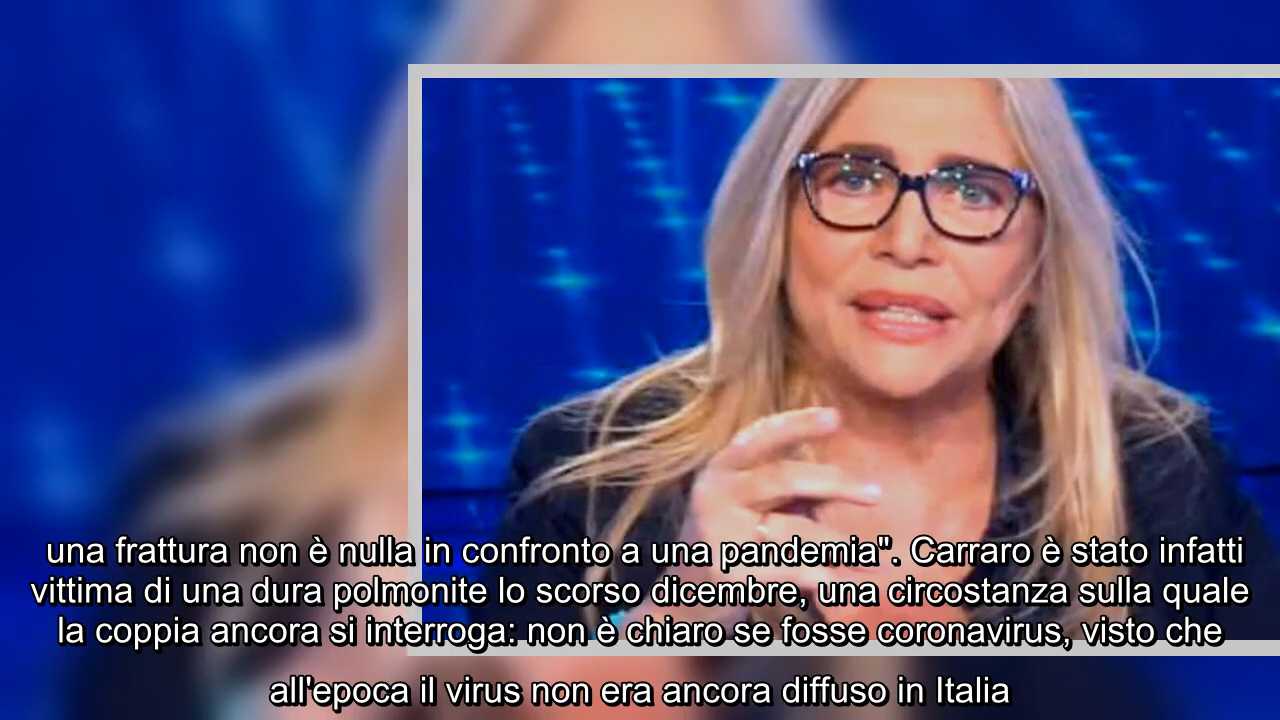 una frattura non è nulla in confronto a una pandemia". Carraro è stato infatti
vittima di una dura polmonite lo scorso dicembre, una circostanza sulla quale
la coppia ancora si interroga: non è chiaro se fosse coronavirus, visto che
all'epoca il virus non era ancora diffuso in Italia